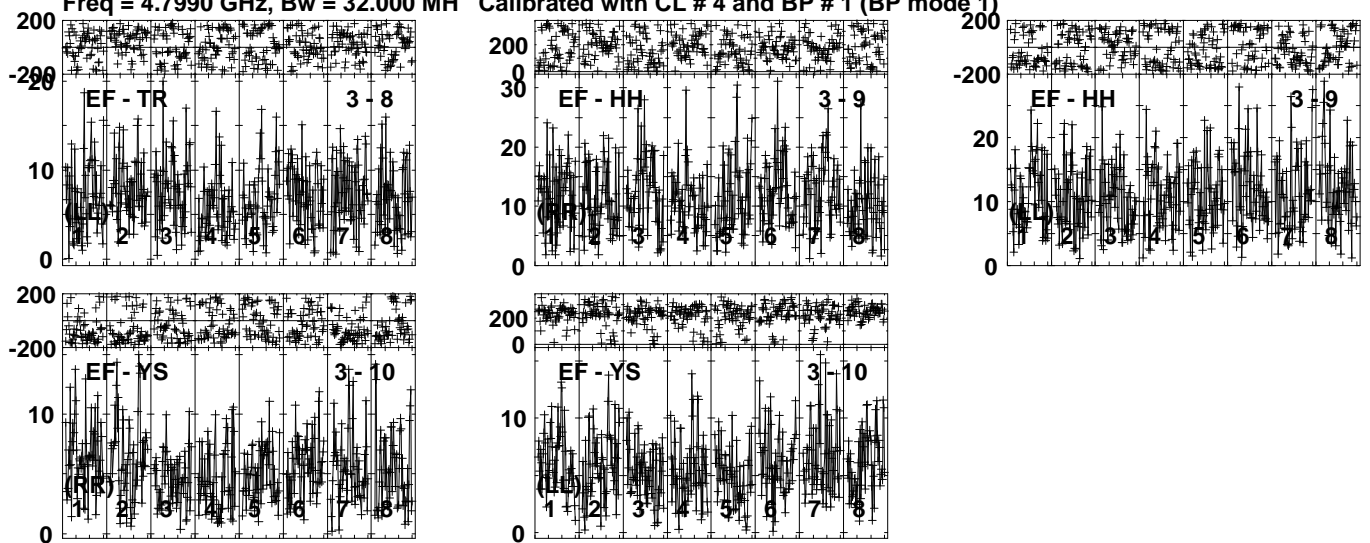 Freq = 4.7990 GHz, Bw = 32.000 MH Calibrated with CL # 4 and BP # 1 (BP mode 1)
200
-200
20
10
0
EF - TR 3 - 8
(LL)
1 2 3 4 5 6 7 8
200
0
30
20
10
0
EF - HH 3 - 9
(RR)
1 2 3 4 5 6 7 8
200
-200
20
10
0
EF - HH 3 - 9
(LL)
1 2 3 4 5 6 7 8
200
-200
10
0
EF - YS 3 - 10
(RR)
1 2 3 4 5 6 7 8
200
0
10
0
EF - YS 3 - 10
(LL)
1 2 3 4 5 6 7 8